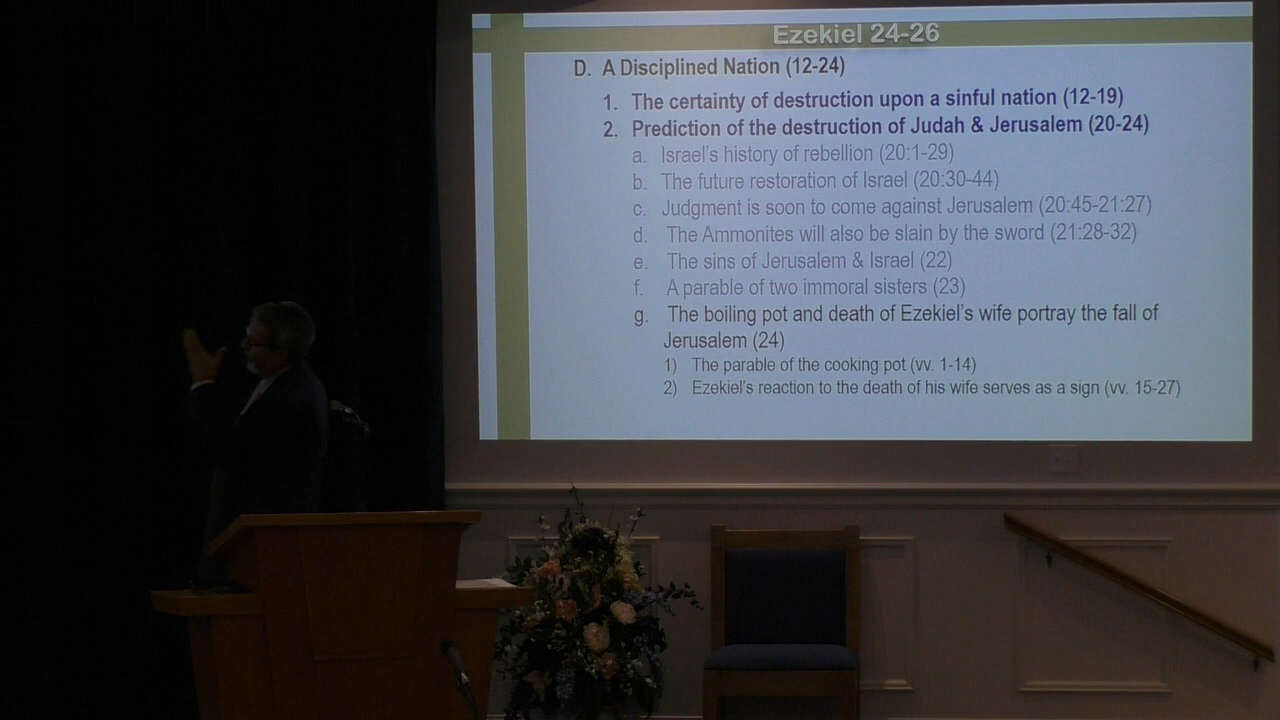 Ezekiel 24-26
D. A Disciplined Nation (12-24)
1. The certainty of destruction upon a sinful nation (12-19)
2. Prediction of the destruction of Judah & Jerusalem (20-24)
a. Israel's history of rebellion (20:1-29)
b. The future restoration of Israel (20:30-44)
c. Judgment is soon to come against Jerusalem (20:45-21:27)
d. The Ammonites will also be slain by the sword (21:28-32)
e. The sins of Jerusalem & Israel (22)
f. A parable of two immoral sisters (23)
g. The boiling pot and death of Ezekiel's wife portray the fall of
Jerusalem (24)
1) The parable of the cooking pot (vv. 1-14)
2) Ezekiel's reaction to the death of his wife serves as a sign (vv. 15-27)